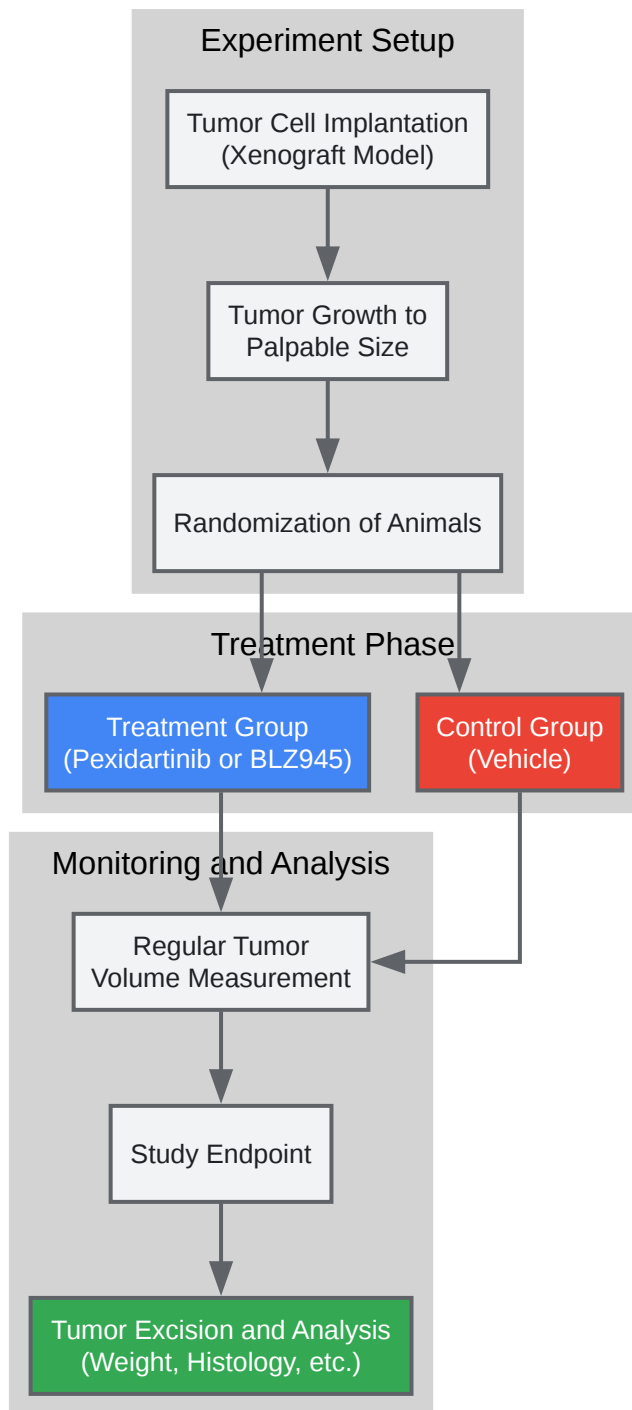 Experiment Setup
Tumor Cell Implantation
(Xenograft Model)
Tumor Growth to
Palpable Size
Randomization of Animals
Treatment Phase
Treatment Group
(Pexidartinib or BLZ945)
Control Group
(Vehicle)
Monitoring and Analysis
Regular Tumor
Volume Measurement
Study Endpoint
Tumor Excision and Analysis
(Weight, Histology, etc.)